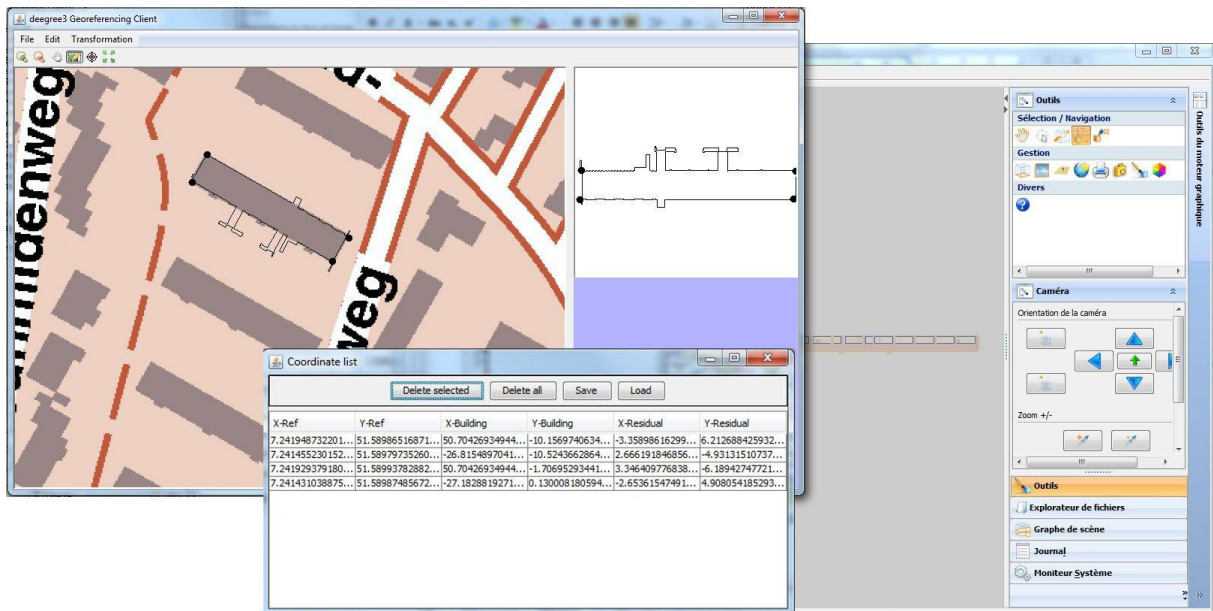 deegree3 Georeferencing Client
File Edit Transformation
weg
Outils
Sélection / Navigation
Gestion
Divers
Caméra
Orientation de la caméra
Zoom +/-
Outils
Explorateur de fichiers
Graphe de scène
Journal
Moniteur Système
Outils du moteur graphique
Coordinate list
Delete selected Delete all Save Load
X-Ref Y-Ref X-Building Y-Building X-Residual Y-Residual
7.241948732201... 51.58986516871... 50.70426934944... -10.1569740634... -3.35898616299... 6.212688425932...
7.241455230152... 51.58979735260... -26.8154897041... -10.5243662864... 2.666191846856... -4.93131510737...
7.241929379180... 51.58993782882... 50.70426934944... -1.70695293441... 3.346409776838... -6.18942747721...
7.241431038875... 51.58987485672... -27.1828819271... 0.130008180594... -2.65361547491... 4.908054185293...